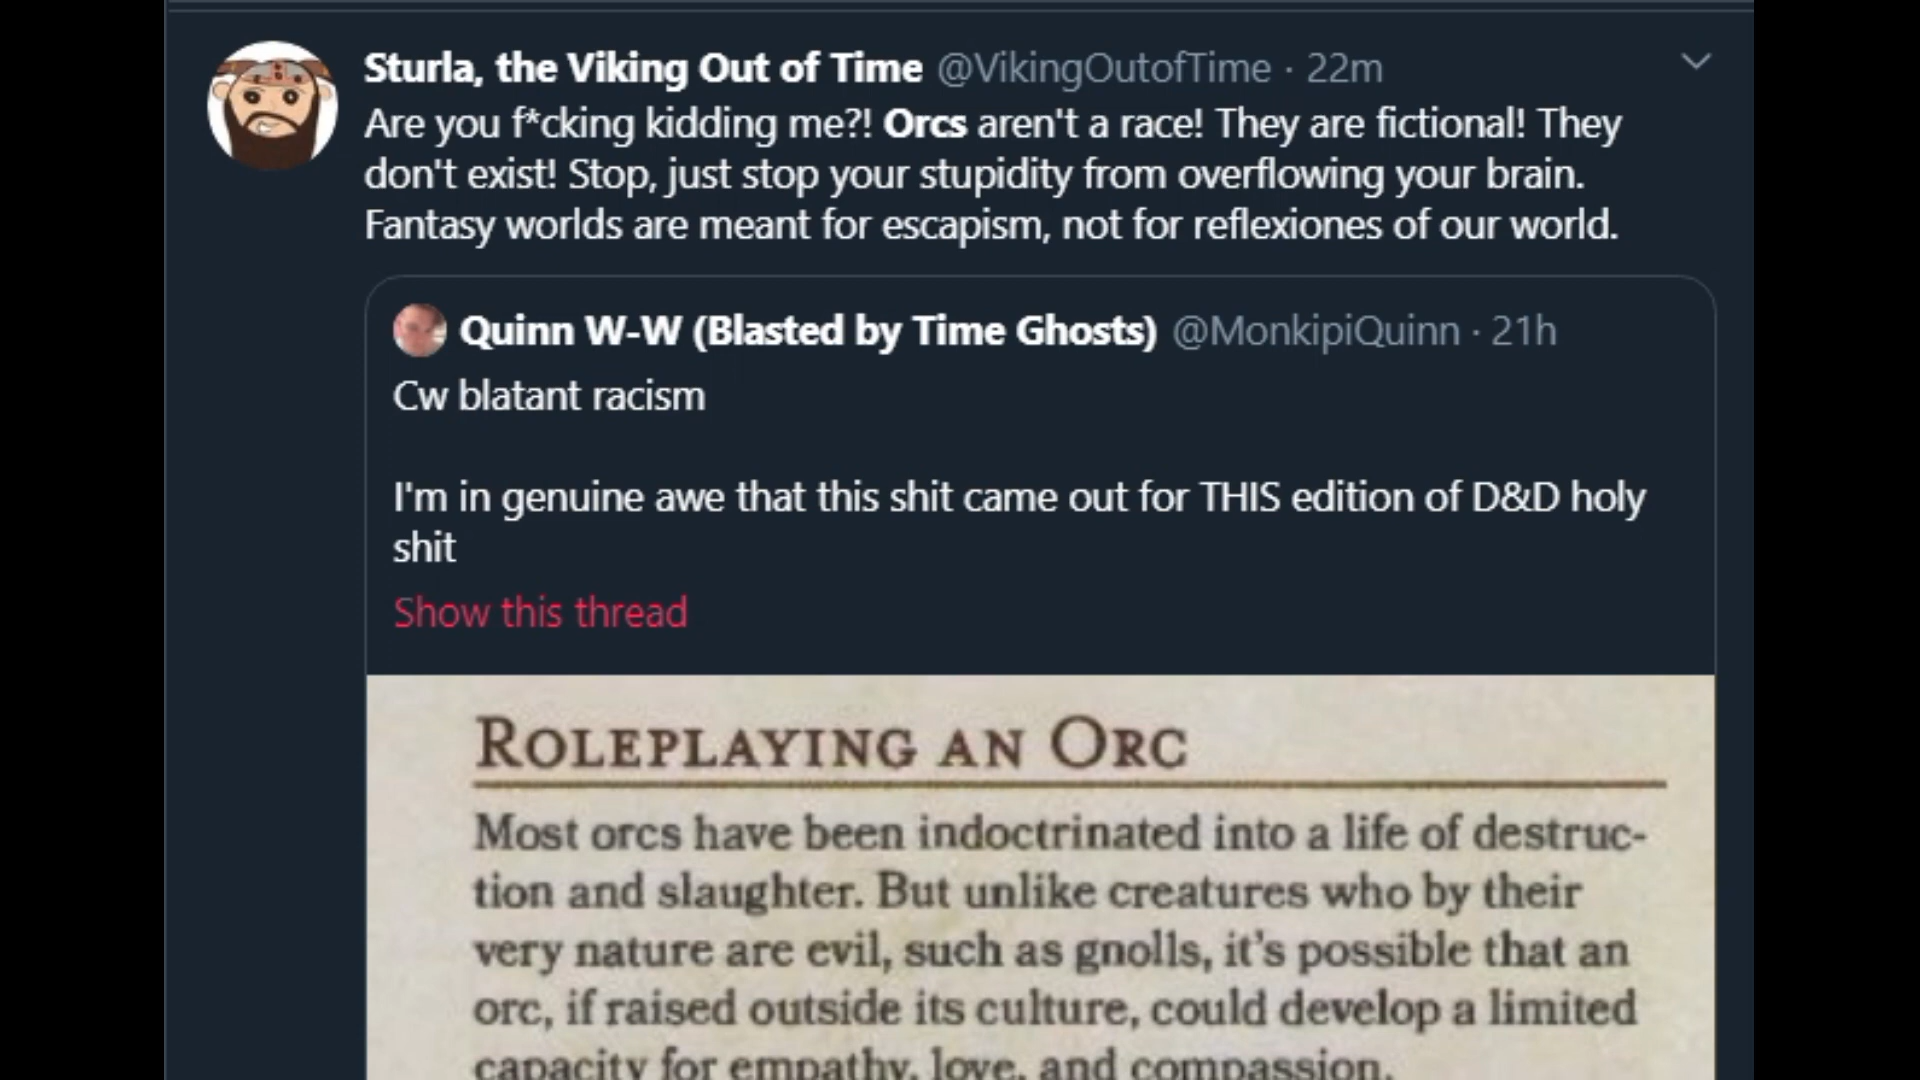 Sturla, the Viking Out of Time @VikingOutofTime · 22m
Are you f*cking kidding me?! Orcs aren't a race! They are fictional! They
don't exist! Stop, just stop your stupidity from overflowing your brain.
Fantasy worlds are meant for escapism, not for reflexiones of our world.
Quinn W-W (Blasted by Time Ghosts) @MonkipiQuinn · 21h
Cw blatant racism
I'm in genuine awe that this shit came out for THIS edition of D&D holy
shit
Show this thread
ROLEPLAYING AN ORC
Most orcs have been indoctrinated into a life of destruc-
tion and slaughter. But unlike creatures who by their
very nature are evil, such as gnolls, it's possible that an
orc, if raised outside its culture, could develop a limited
capacity for empathy, love, and compassion.